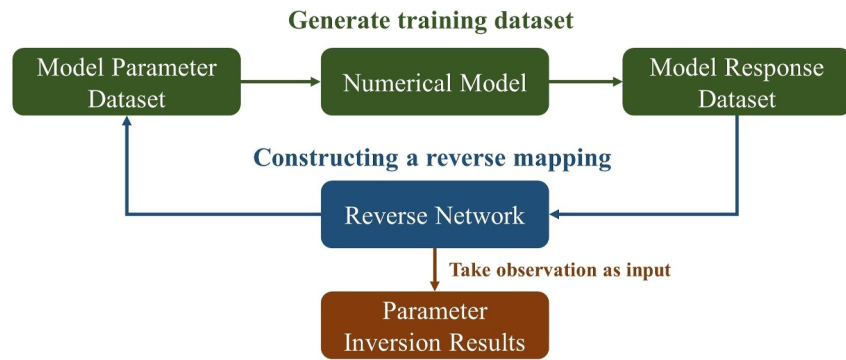 Generate training dataset
Model Parameter
Dataset
Numerical Model
Model Response
Dataset
Constructing a reverse mapping
Reverse Network
Take observation as input
Parameter
Inversion Results